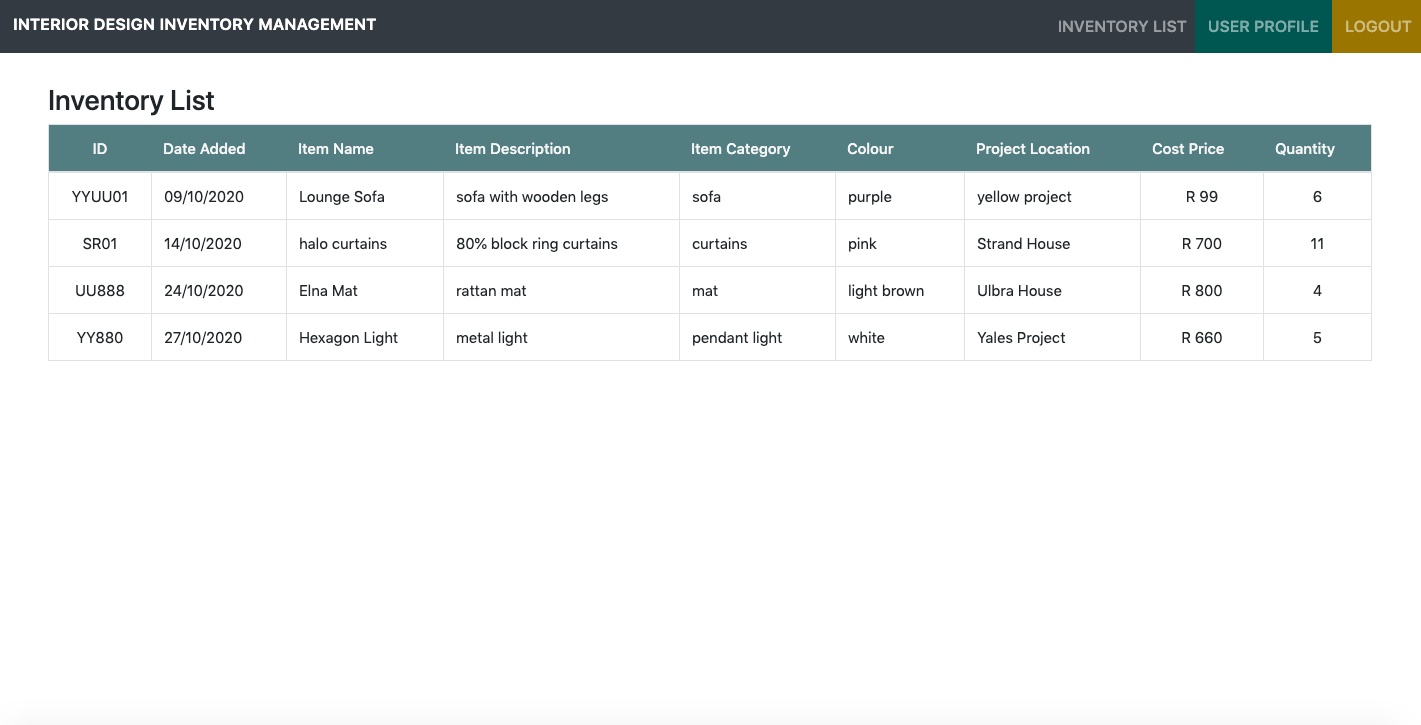 INTERIOR DESIGN INVENTORY MANAGEMENT INVENTORY LIST USER PROFILE LOGOUT
Inventory List
ID Date Added Item Name Item Description Item Category Colour Project Location Cost Price Quantity
YYUU01 09/10/2020 Lounge Sofa sofa with wooden legs sofa purple yellow project R 99 6
SR01 14/10/2020 halo curtains 80% block ring curtains curtains pink Strand House R 700 11
UU888 24/10/2020 Elna Mat rattan mat mat light brown Ulbra House R 800 4
YY880 27/10/2020 Hexagon Light metal light pendant light white Yales Project R 660 5